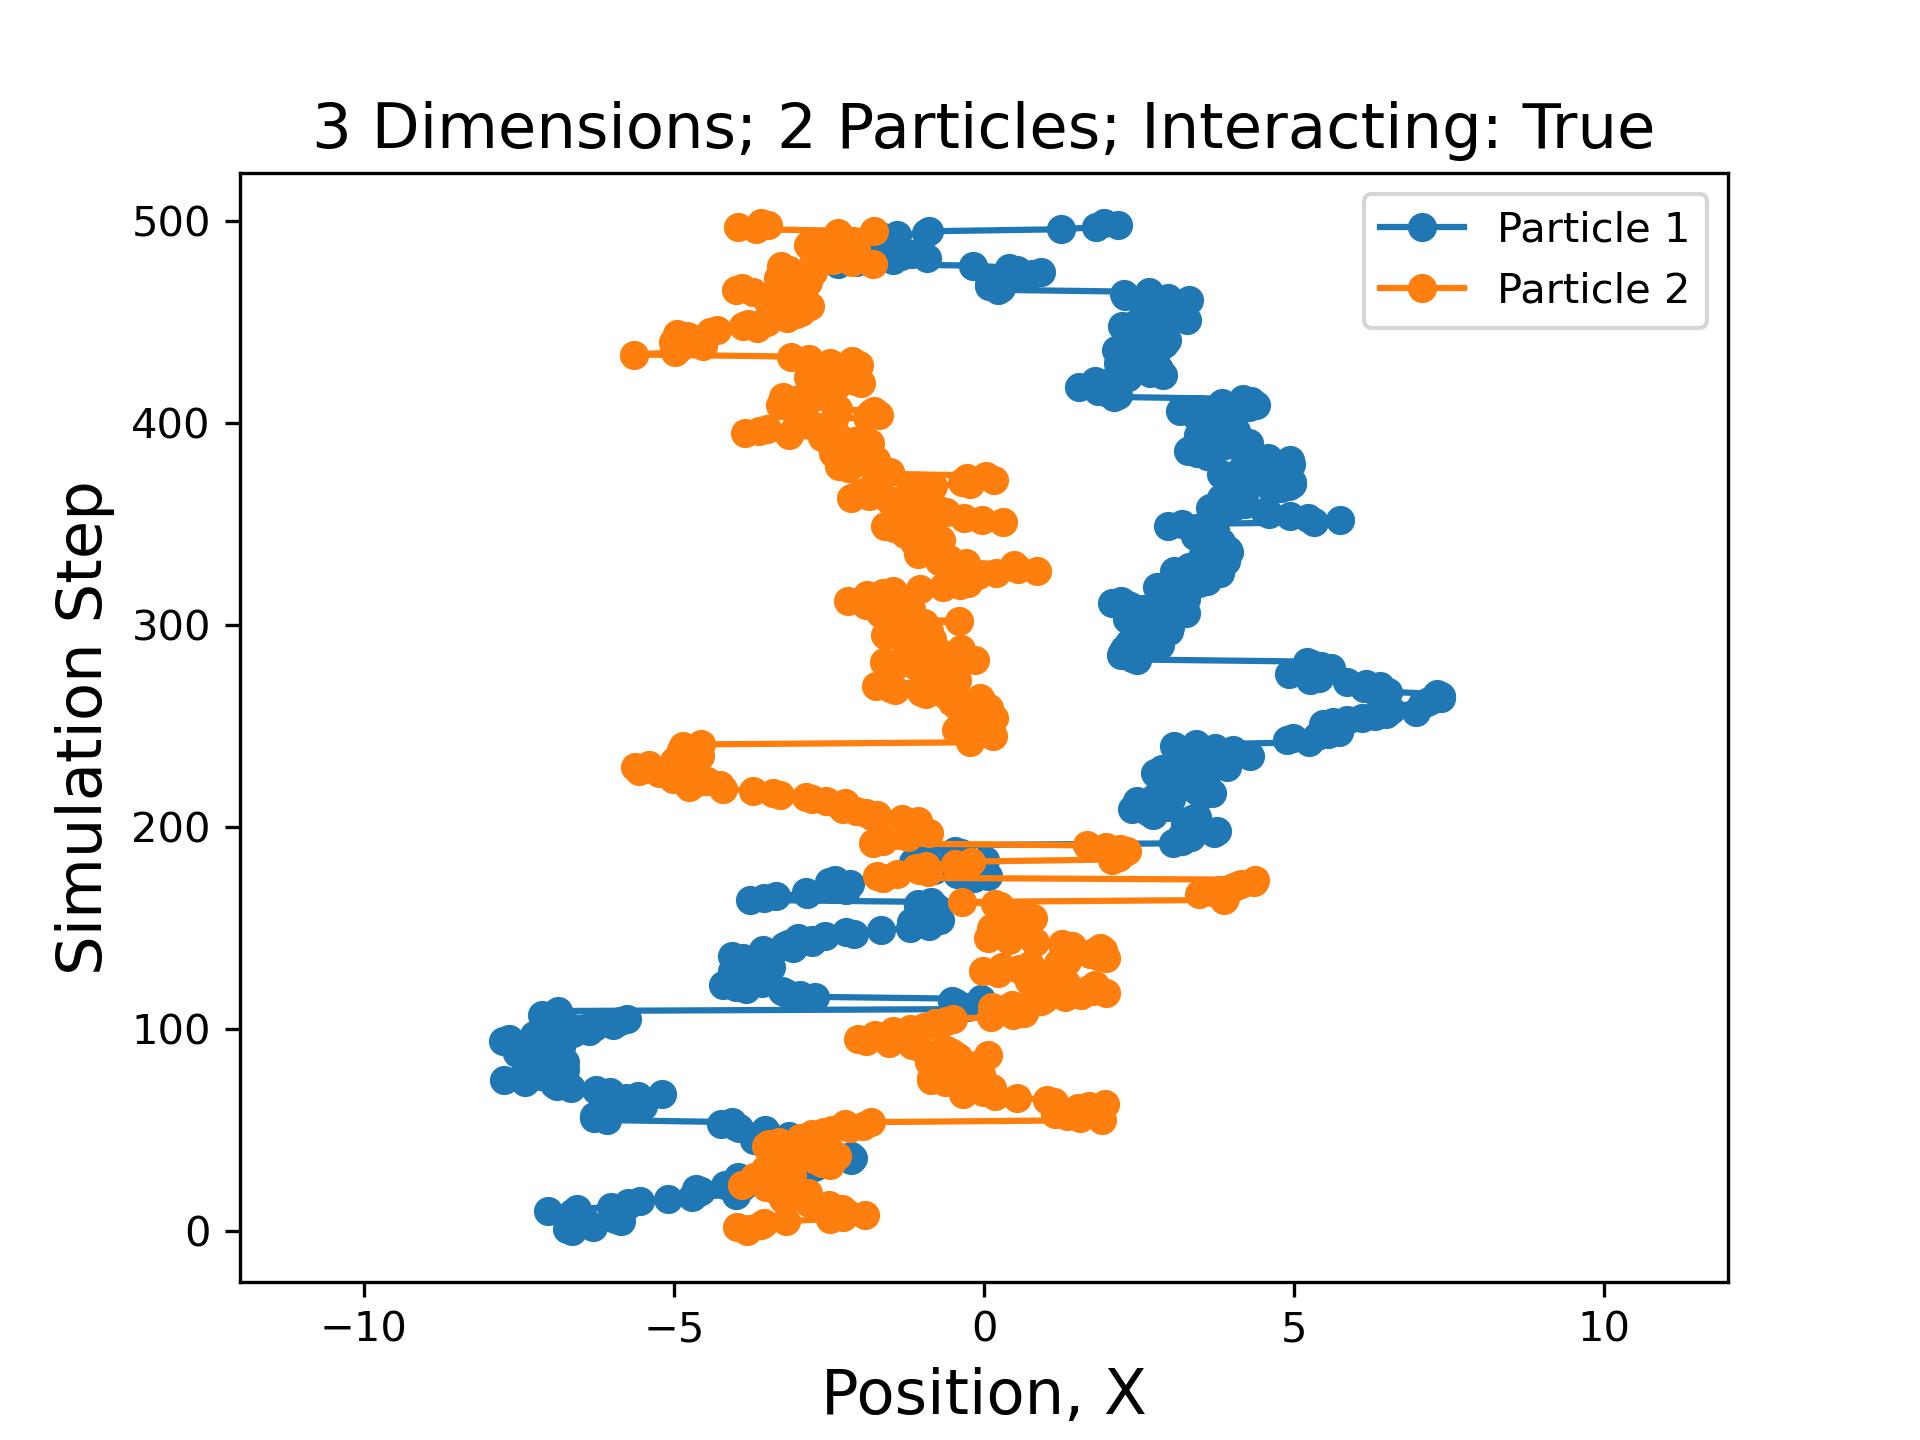 3 Dimensions; 2 Particles; Interacting: True
Particle 1
Particle 2
Simulation Step
500
400
300
200
100
0
−10
−5
0
5
10
Position, X